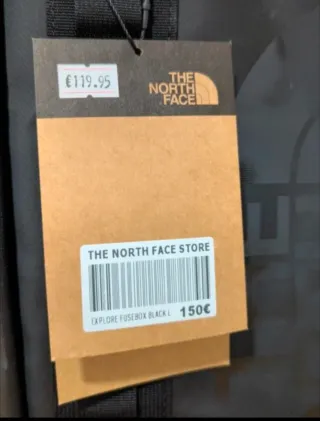 €119.95
THE
NORTH
FACE
THE NORTH FACE STORE
EXPLORE FUSEBOX BLACK L 150€